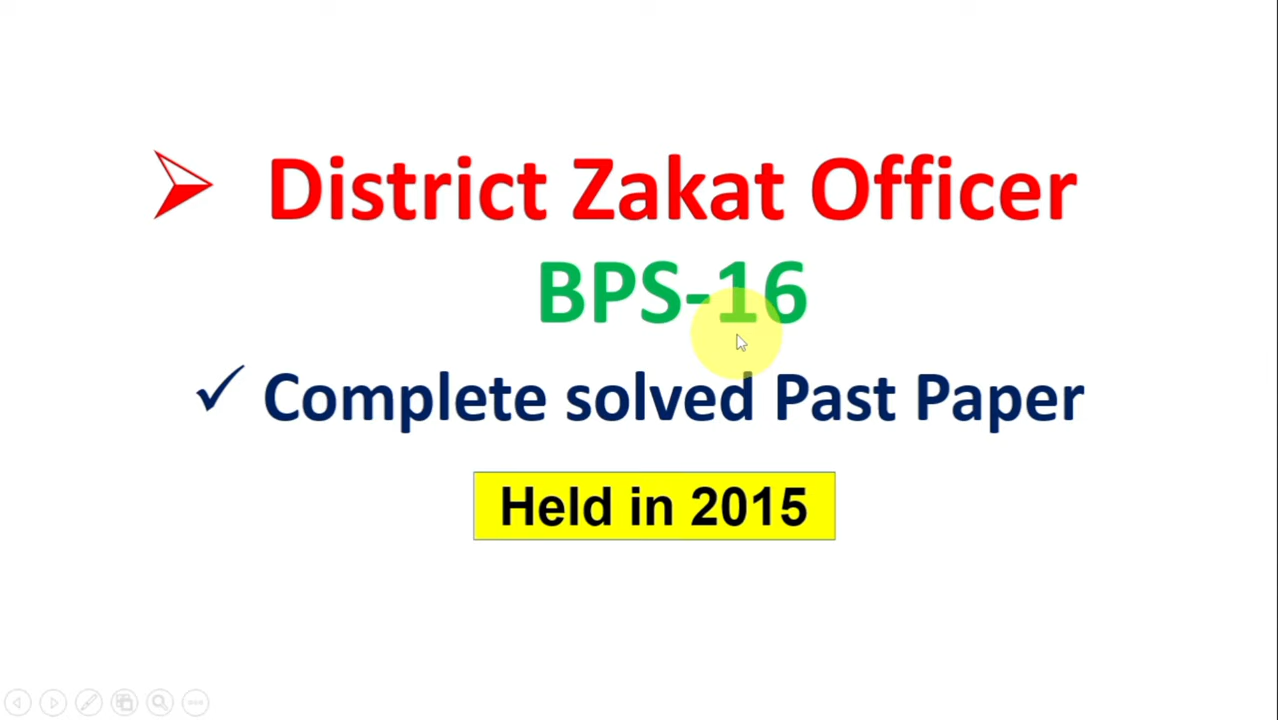 District Zakat Officer
BPS-16
Complete solved Past Paper
Held in 2015